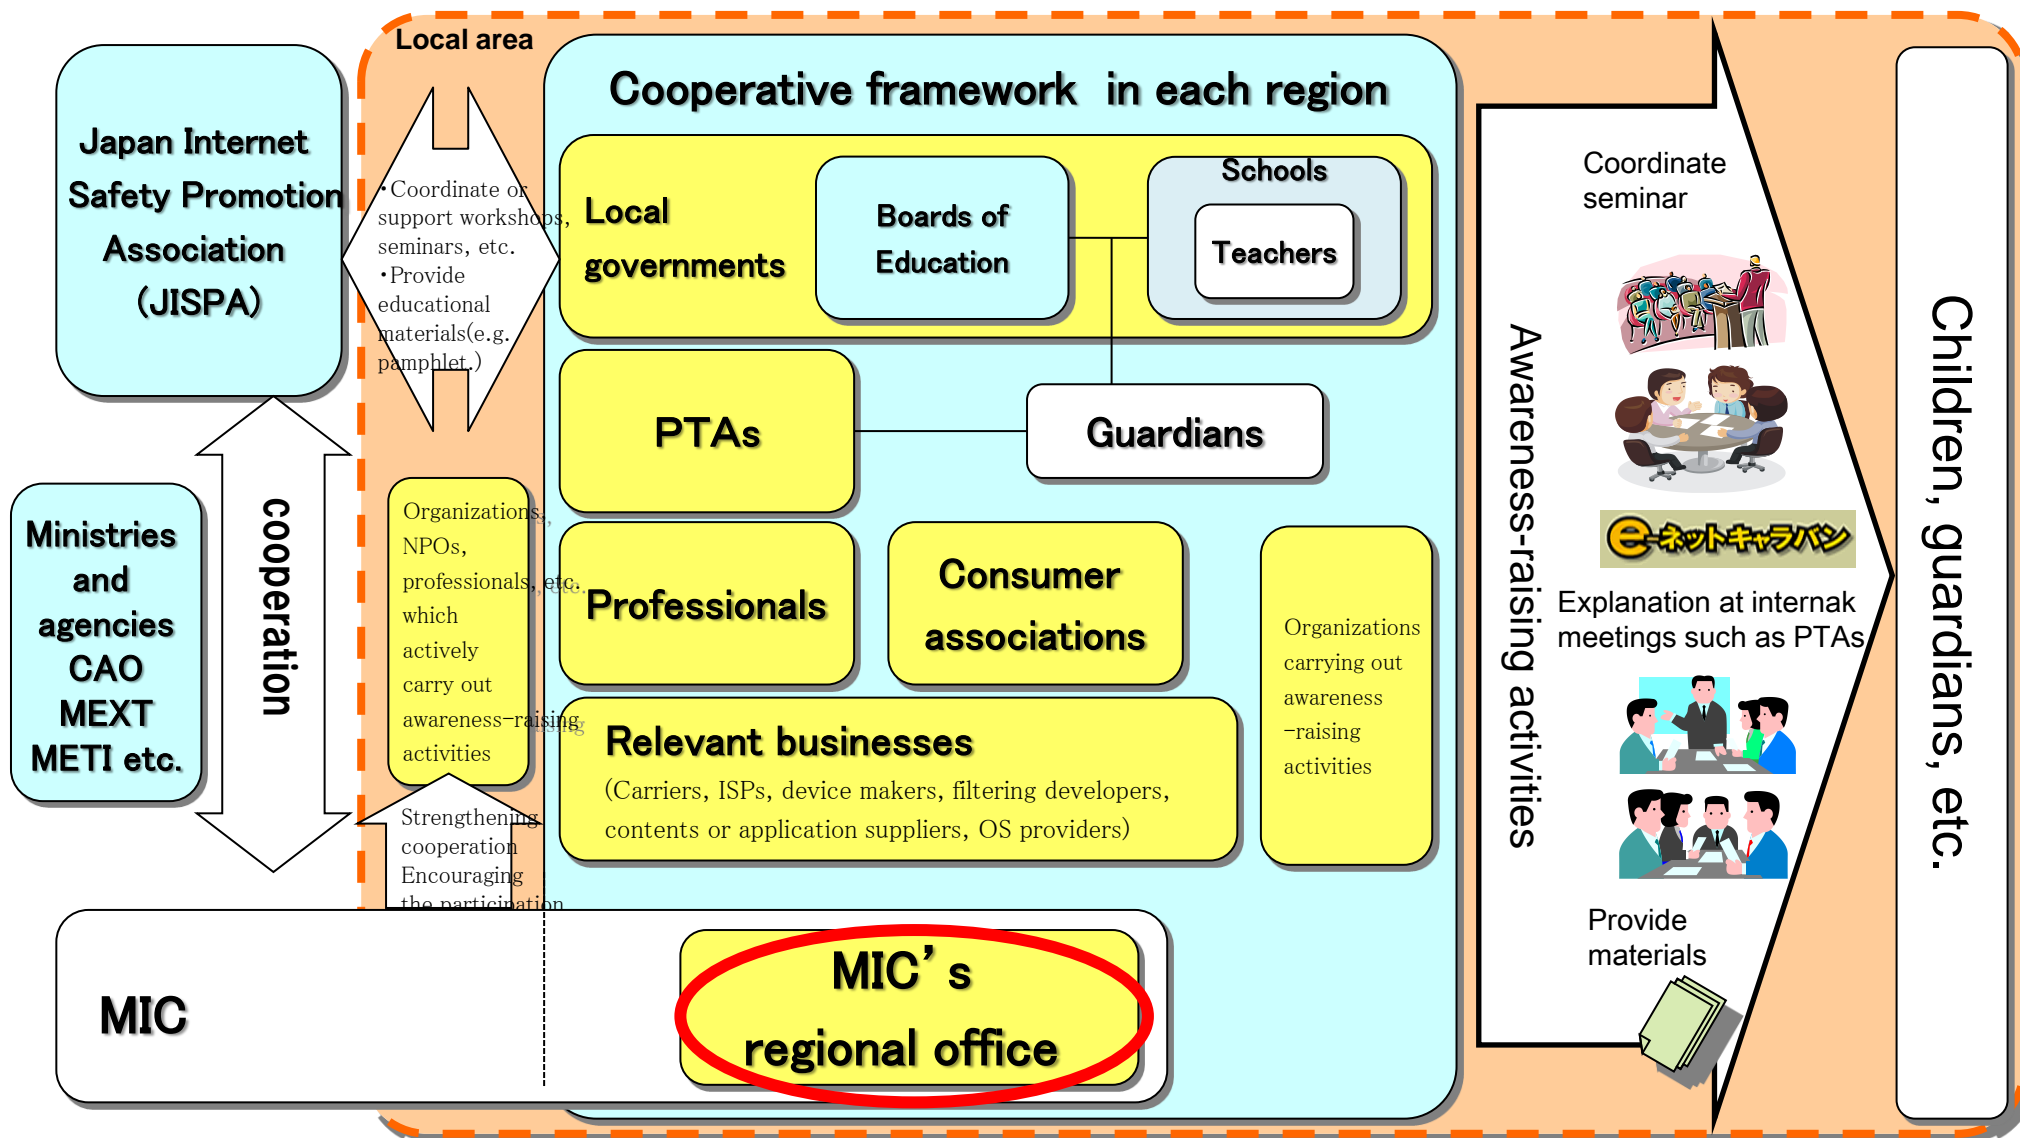 Local area
Japan Internet
Safety Promotion
Association
(JISPA)
・Coordinate or
support workshops,
seminars, etc.
・Provide
educational
materials(e.g.
pamphlet.)
Cooperative framework in each region
Local
governments
Boards of
Education
Schools
Teachers
PTAs
Guardians
Professionals
Consumer
associations
Relevant businesses
(Carriers, ISPs, device makers, filtering developers,
contents or application suppliers, OS providers)
Organizations
carrying out
awareness
-raising
activities
Ministries
and
agencies
CAO
MEXT
METI etc.
cooperation
Organizations,
NPOs,
professionals, etc.
which
actively
carry out
awareness-raising
activities
Strengthening
cooperation
Encouraging
the participation
MIC
MIC's
regional office
Awareness-raising activities
Coordinate
seminar
e-ネットキャラバン
Explanation at internak
meetings such as PTAs
Provide
materials
Children, guardians, etc.